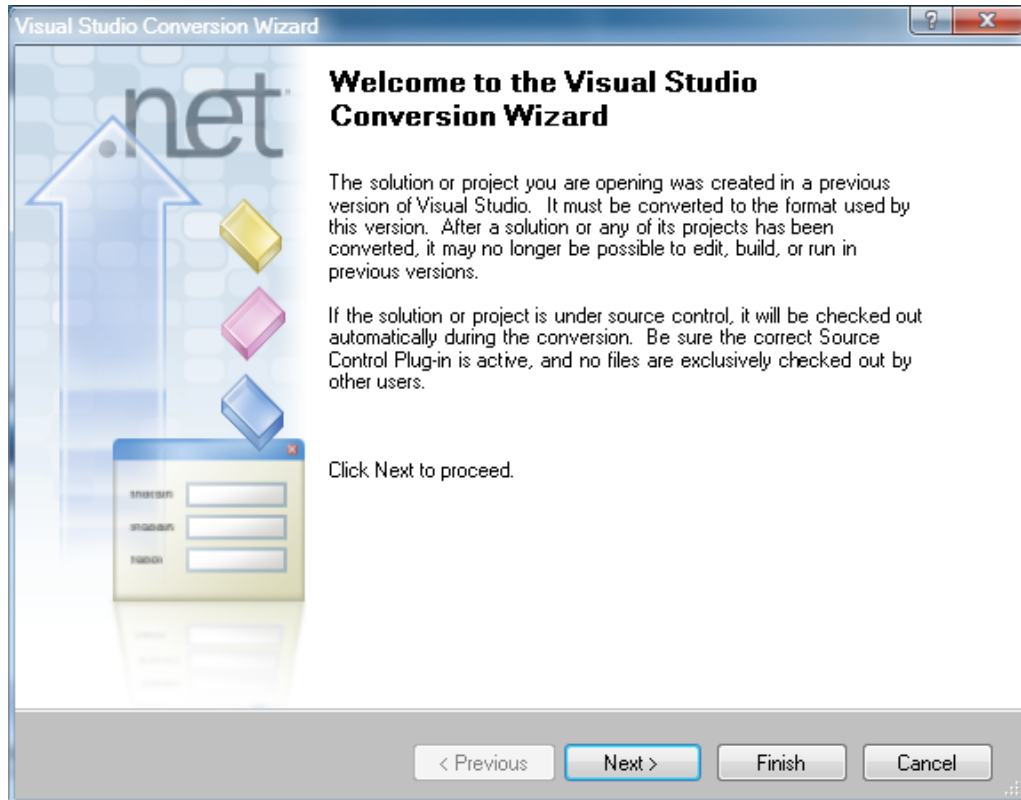 Visual Studio Conversion Wizard
.net
Welcome to the Visual Studio
Conversion Wizard
The solution or project you are opening was created in a previous
version of Visual Studio. It must be converted to the format used by
this version. After a solution or any of its projects has been
converted, it may no longer be possible to edit, build, or run in
previous versions.
If the solution or project is under source control, it will be checked out
automatically during the conversion. Be sure the correct Source
Control Plug-in is active, and no files are exclusively checked out by
other users.
Click Next to proceed.
< Previous
Next >
Finish
Cancel